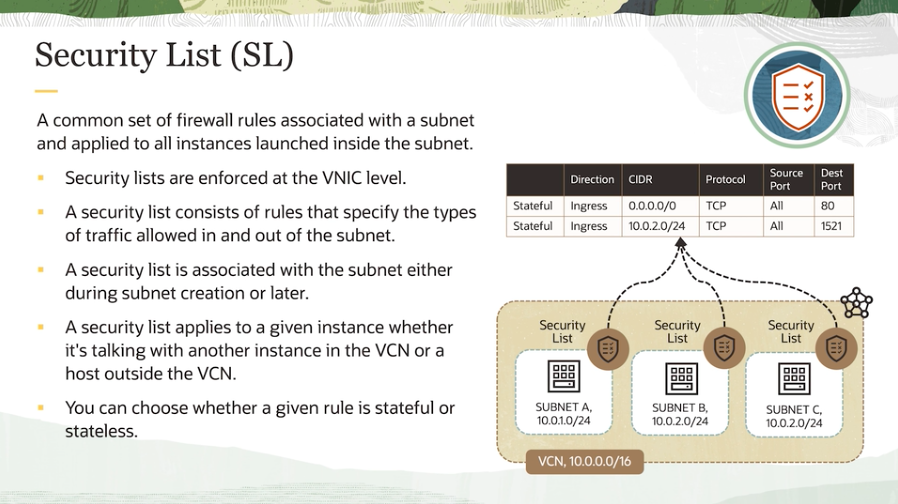 Security List (SL)
A common set of firewall rules associated with a subnet
and applied to all instances launched inside the subnet.
Security lists are enforced at the VNIC level.
A security list consists of rules that specify the types
of traffic allowed in and out of the subnet.
A security list is associated with the subnet either
during subnet creation or later.
A security list applies to a given instance whether
it's talking with another instance in the VCN or a
host outside the VCN.
You can choose whether a given rule is stateful or
stateless.
Direction CIDR Protocol Source Port Dest Port
Stateful Ingress 0.0.0.0/0 TCP All 80
Stateful Ingress 10.0.2.0/24 TCP All 1521
Security
List
SUBNET A,
10.0.1.0/24
Security
List
SUBNET B,
10.0.2.0/24
Security
List
SUBNET C,
10.0.2.0/24
VCN, 10.0.0.0/16